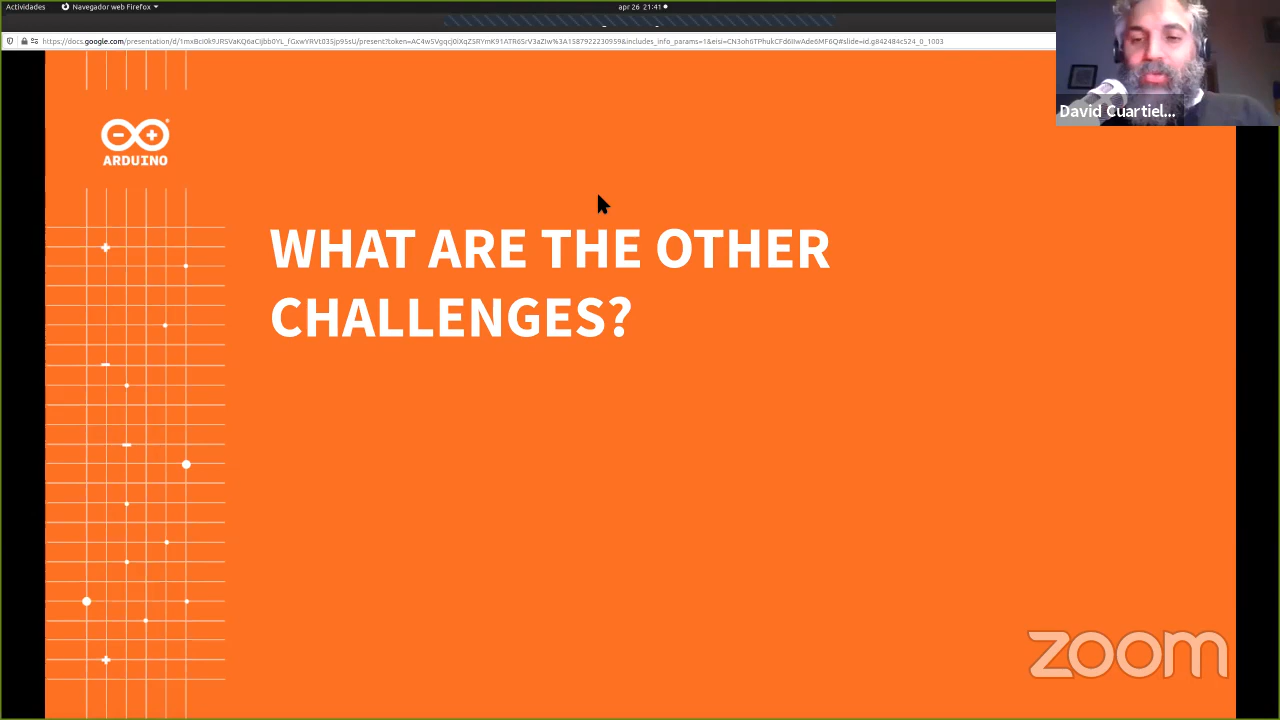 Actividades
Navegador web Firefox
apr 26 21:41
David Cuartiel...
ARDUINO
WHAT ARE THE OTHER
CHALLENGES?
zoom